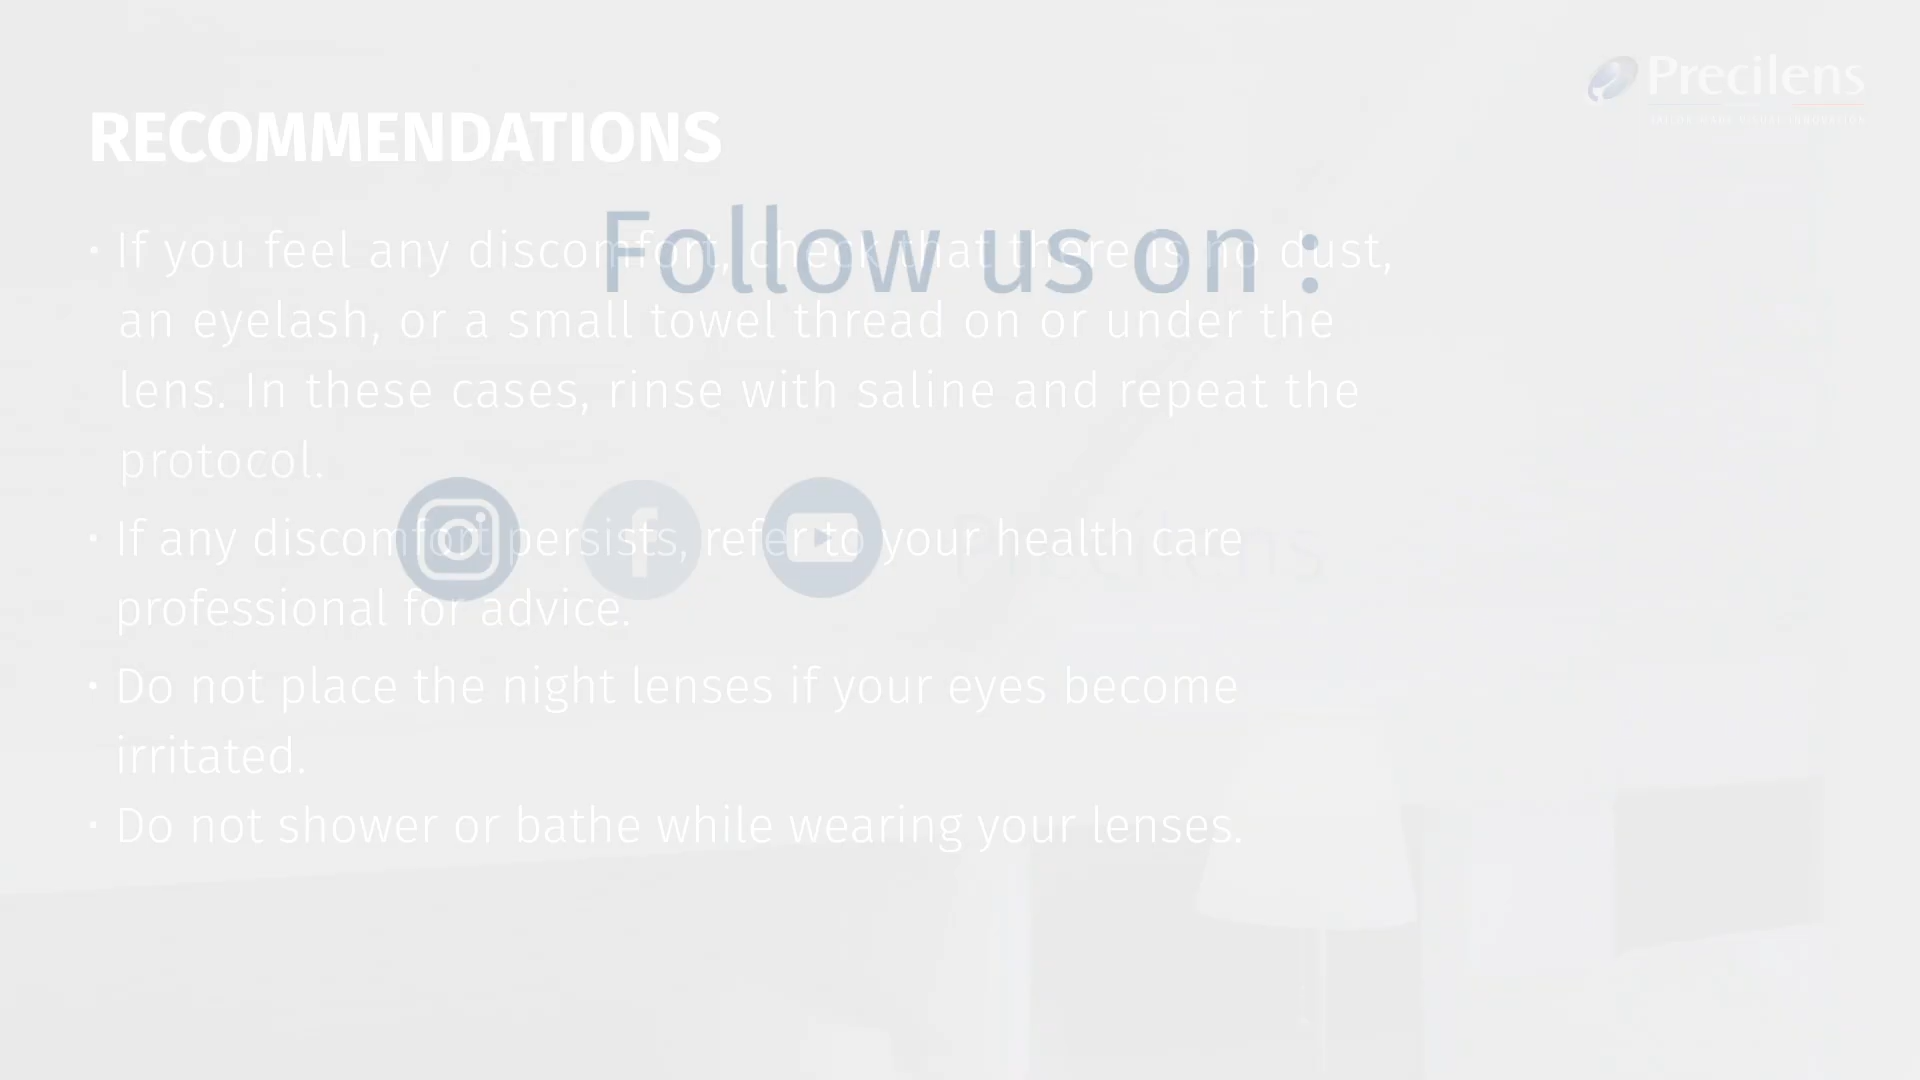 Precilens
RECOMMENDATIONS
Follow us on :
· If you feel any discomfort, check that there is no dust,
an eyelash, or a small towel thread on or under the
lens. In these cases, rinse with saline and repeat the
protocol.
· If any discomfort persists, refer to your health care
professional for advice.
Precilens
· Do not place the night lenses if your eyes become
irritated.
· Do not shower or bathe while wearing your lenses.